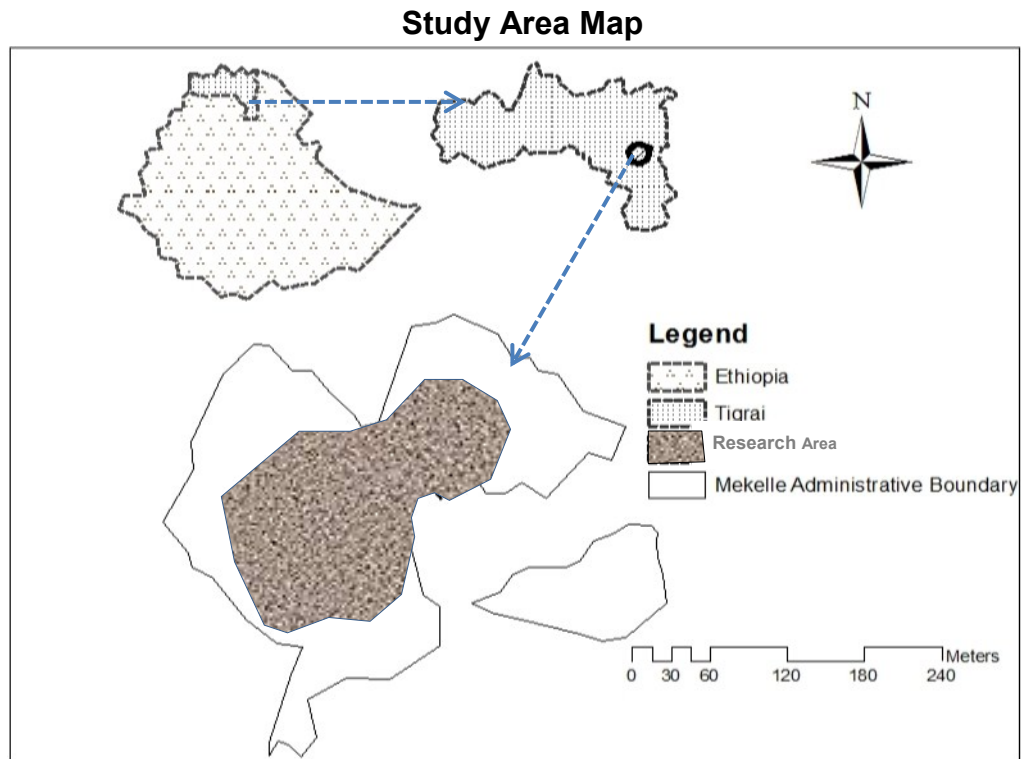 Study Area Map
N
Legend
Ethiopia
Tigrai
Research Area
Mekelle Administrative Boundary
Meters
0 30 60 120 180 240